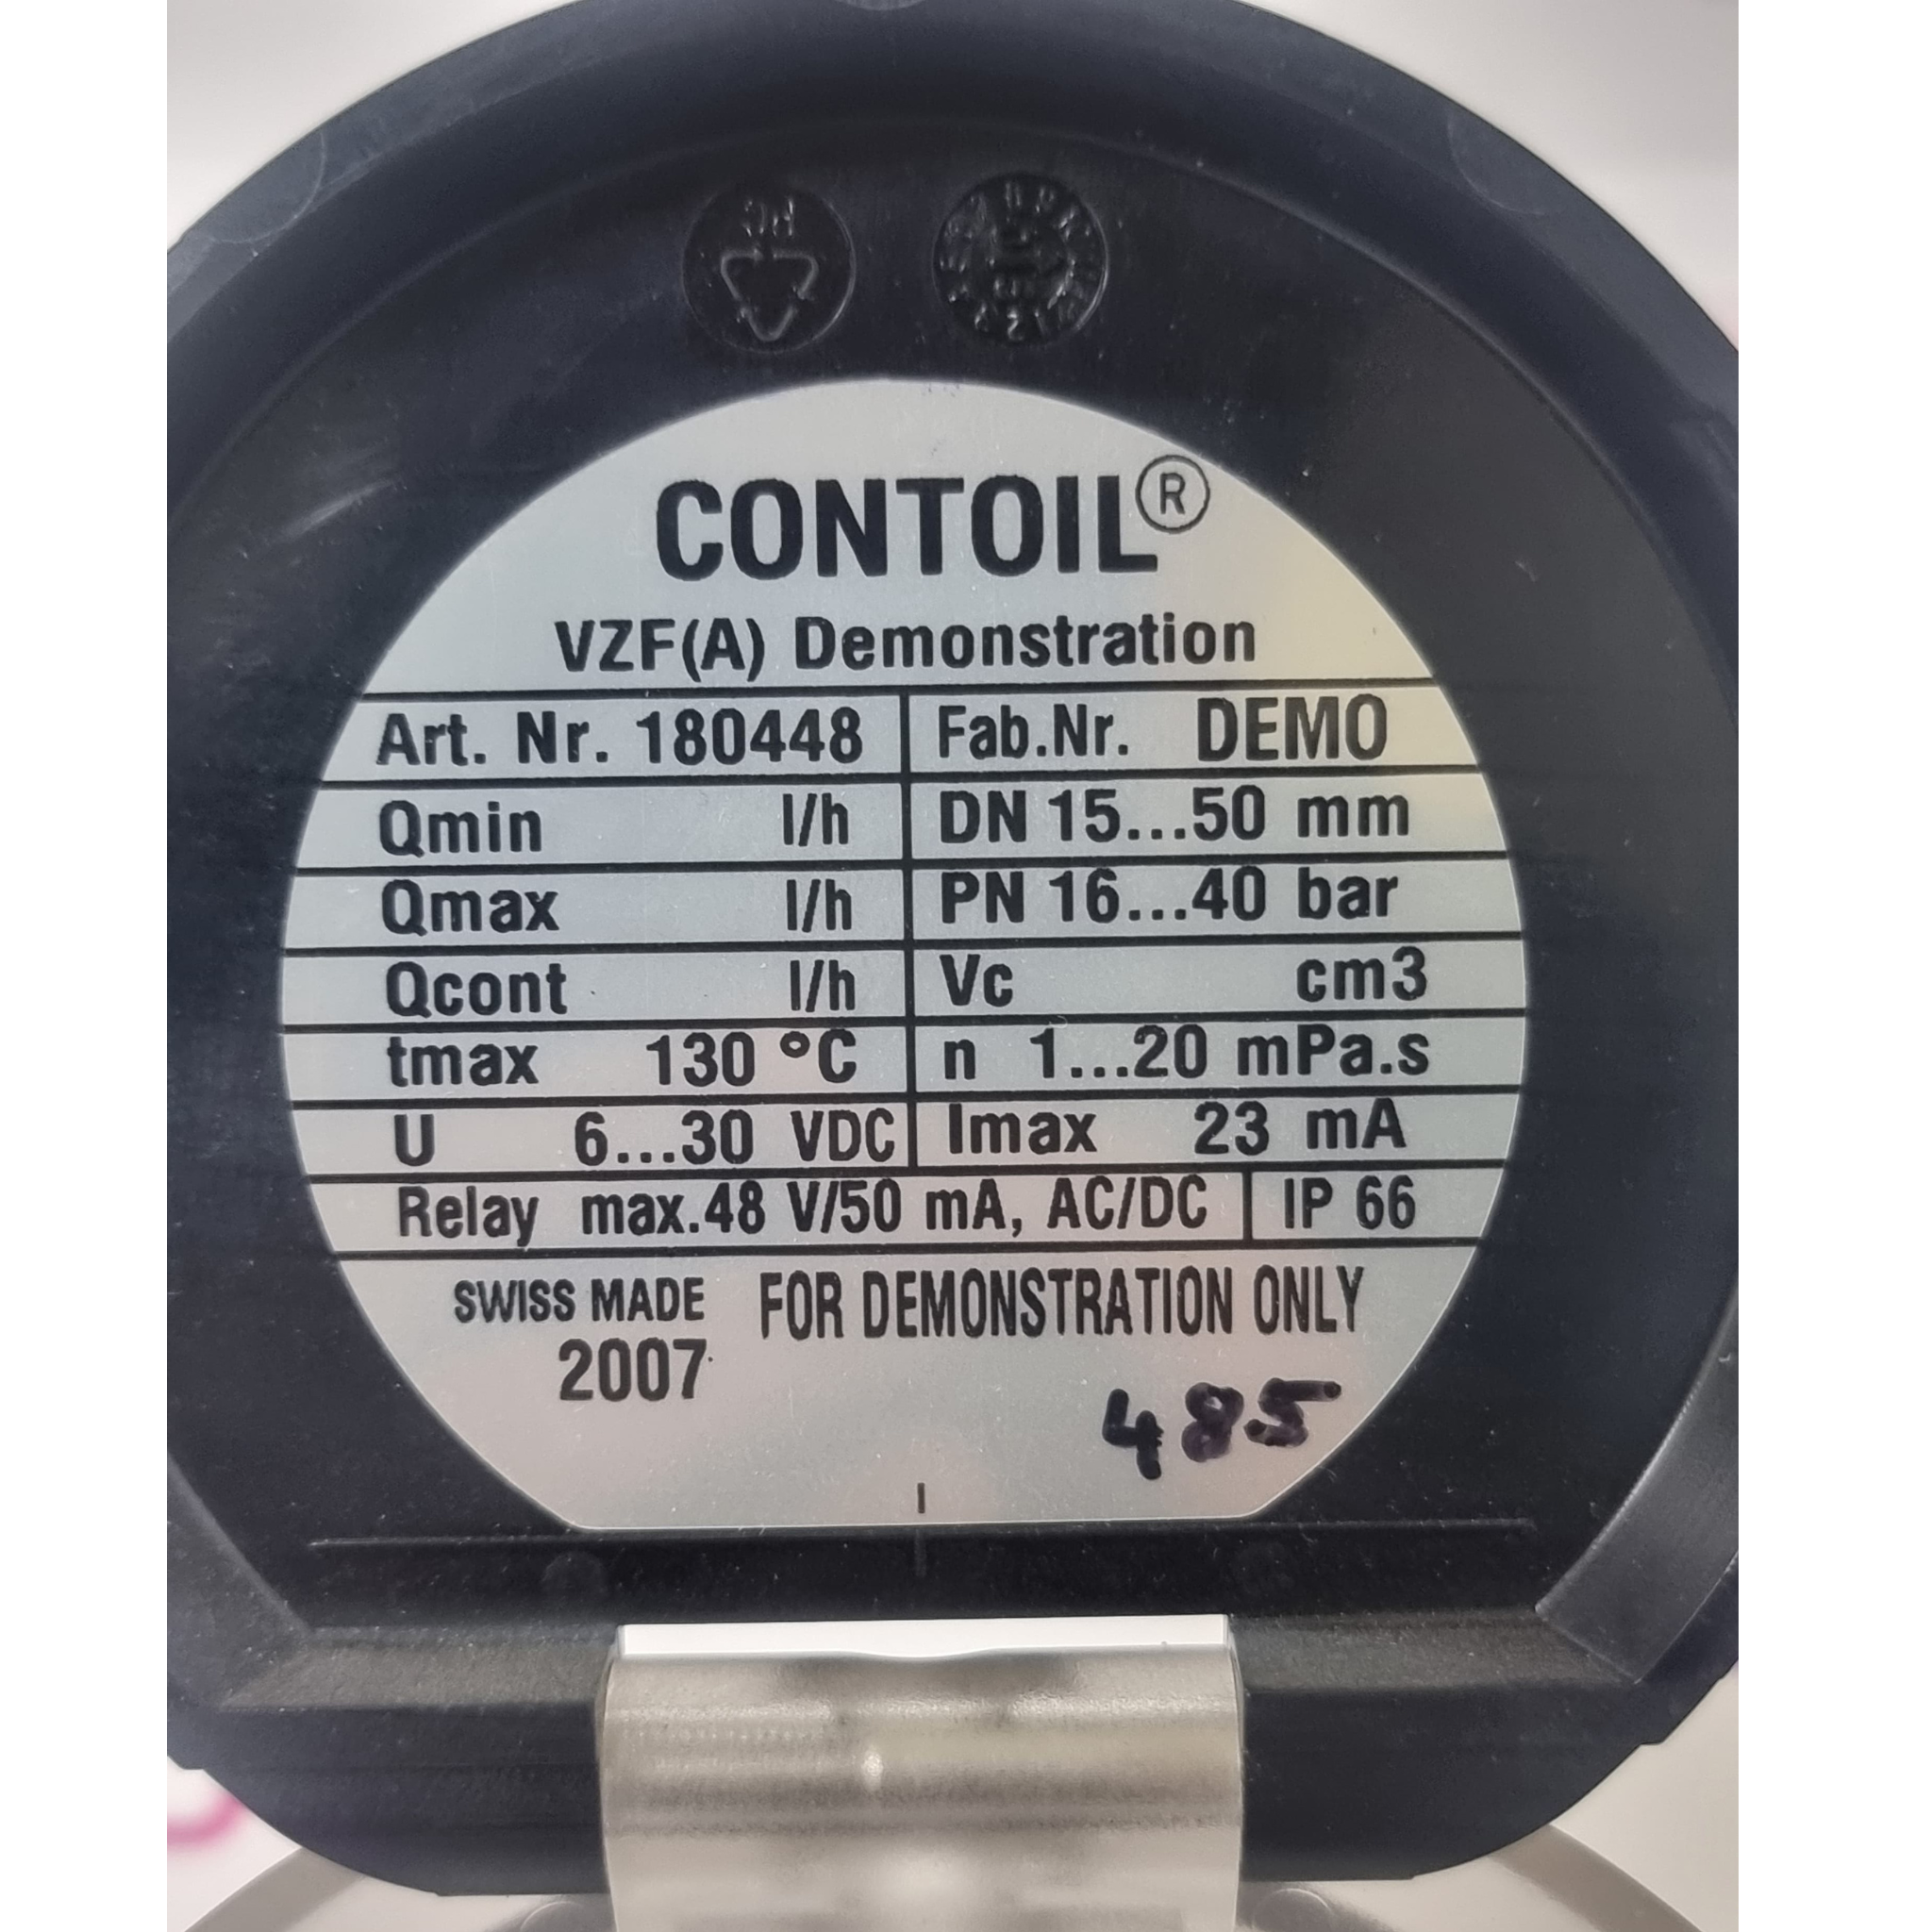 PC
CONTOIL®
VZF(A) Demonstration
Art. Nr. 180448 Fab.Nr. DEMO
Qmin l/h DN 15...50 mm
Qmax l/h PN 16...40 bar
Qcont l/h Vc cm3
tmax 130 °C n 1...20 mPa.s
U 6...30 VDC Imax 23 mA
Relay max.48 V/50 mA, AC/DC IP 66
SWISS MADE FOR DEMONSTRATION ONLY
2007
485